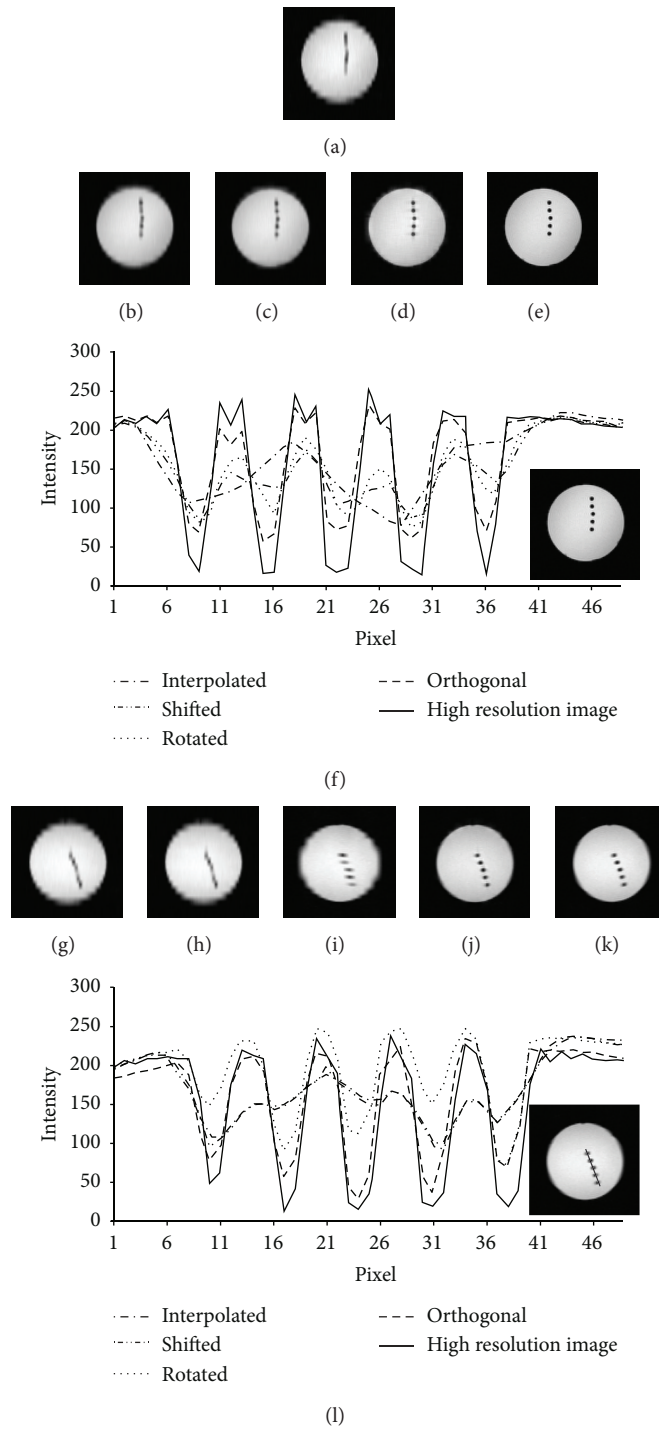 (a)
(b) (c) (d) (e)
300
250
200
150
100
50
0
Intensity
1 6 11 16 21 26 31 36 41 46
Pixel
Interpolated
Shifted
Rotated
Orthogonal
High resolution image
(f)
(g) (h) (i) (j) (k)
300
250
200
150
100
50
0
Intensity
1 6 11 16 21 26 31 36 41 46
Pixel
Interpolated
Shifted
Rotated
Orthogonal
High resolution image
(l)